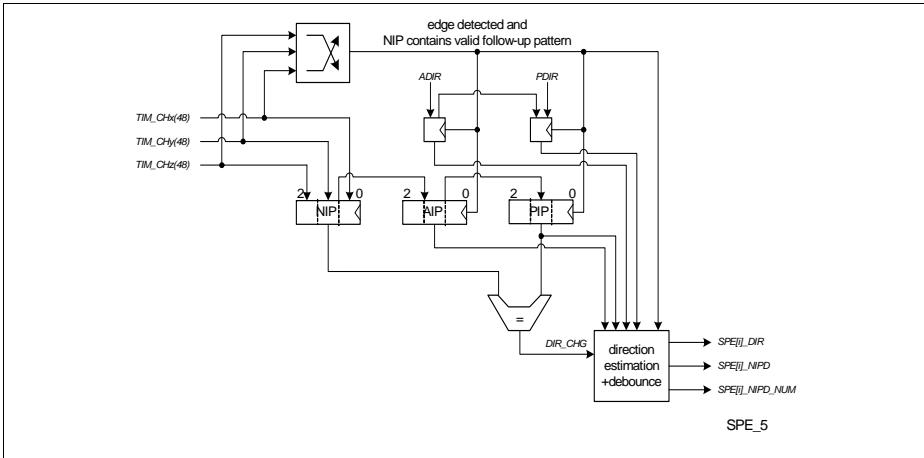 edge detected and
NIP contains valid follow-up pattern
ADIR
PDIR
TIM_CHx(48)
TIM_CHy(48)
TIM_CHz(48)
2 0
NIP
2 0
AIP
2 0
PIP
=
DIR_CHG
direction
estimation
+debounce
SPE[i]_DIR
SPE[i]_NIPD
SPE[i]_NIPD_NUM
SPE_5